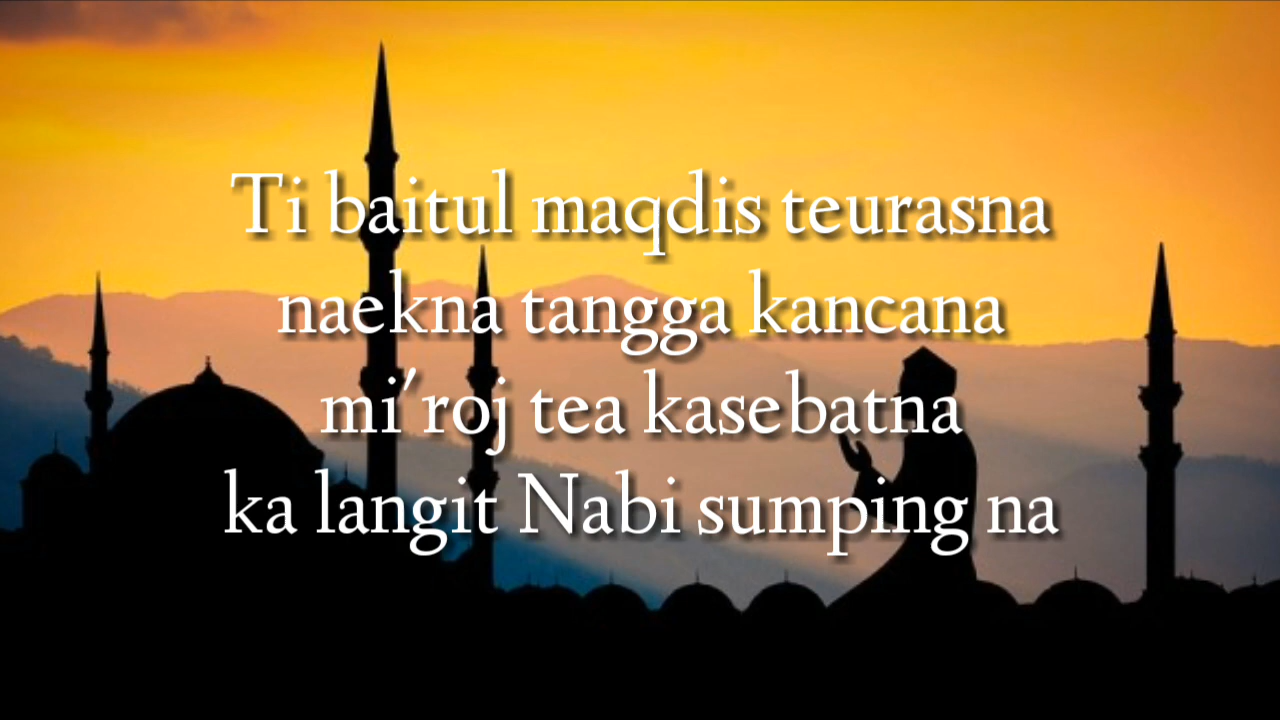 Ti baitul maqdis teurasna
naekna tangga kancana
mi'roj tea kasebatna
ka langit Nabi sumping na